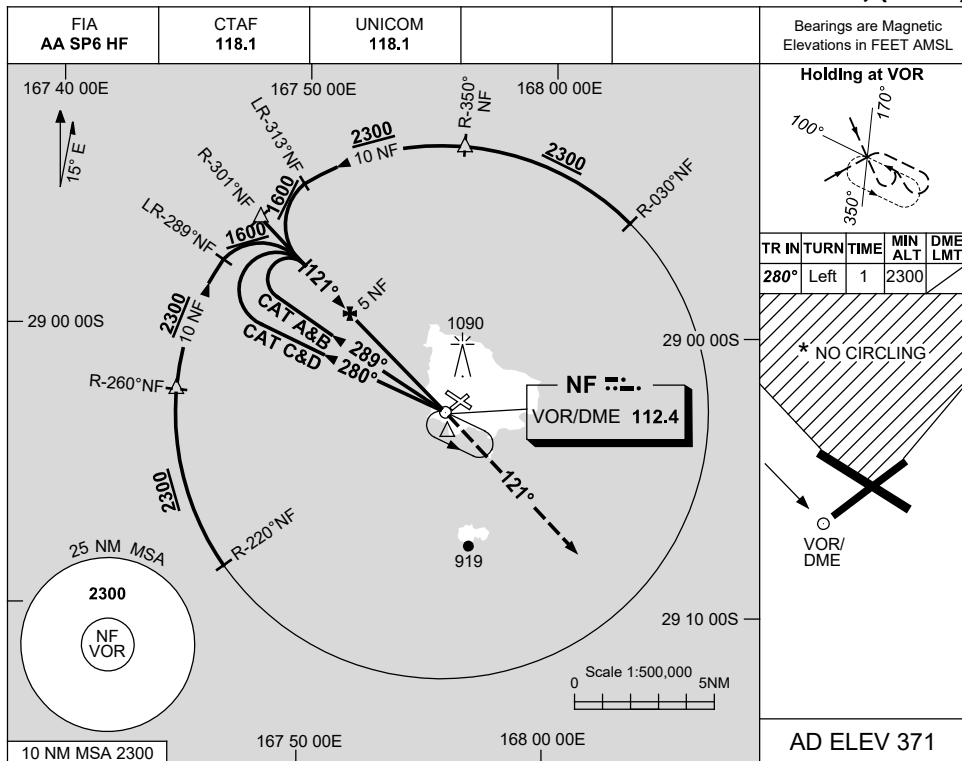 FIA
AA SP6 HF
CTAF
118.1
UNICOM
118.1
Bearings are Magnetic
Elevations in FEET AMSL
167 40 00E
167 50 00E
168 00 00E
15° E
LR-313°NF
R-301°NF
LR-289°NF
R-350°
NF
R-030°NF
2300
10 NF
2300
1600
1600
2300
10 NF
121°
5 NF
CAT A&B
289°
CAT C&D
280°
29 00 00S
29 00 00S
1090
NF
VOR/DME 112.4
R-260°NF
2300
R-220°NF
121°
919
29 10 00S
25 NM MSA
2300
NF
VOR
Scale 1:500,000
0
5NM
10 NM MSA 2300
167 50 00E
168 00 00E
Holding at VOR
170°
100°
350°
TR IN
TURN
TIME
MIN
ALT
DME
LMT
280°
Left
1
2300
* NO CIRCLING
VOR/
DME
AD ELEV 371